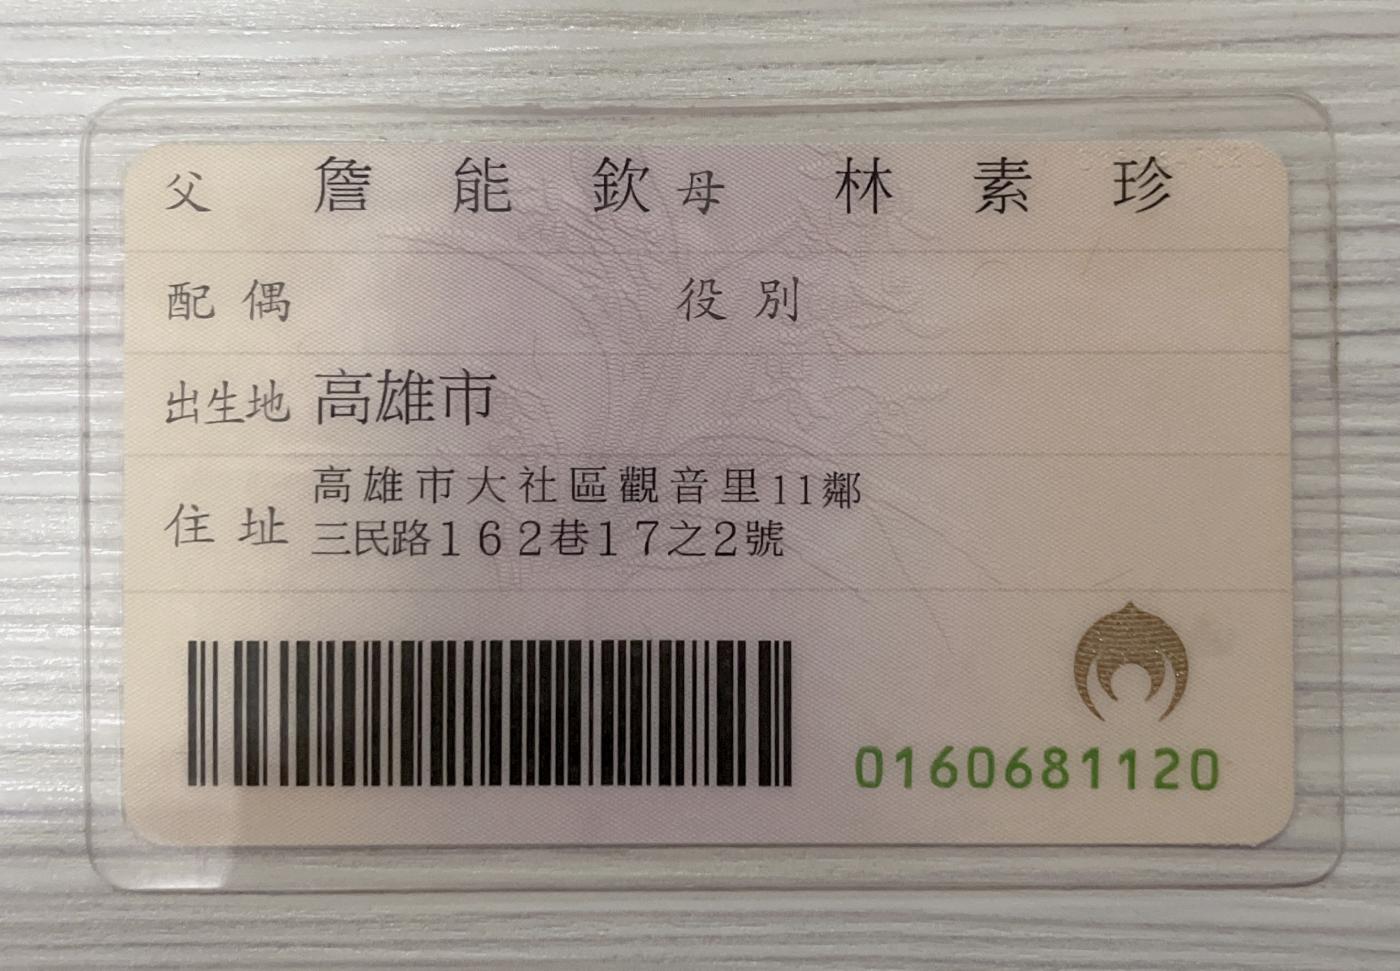 父 詹能欽 母 林素珍
配偶 役別
出生地 高雄市
住址 高雄市大社區觀音里11鄰
三民路162巷17之2號
0160681120